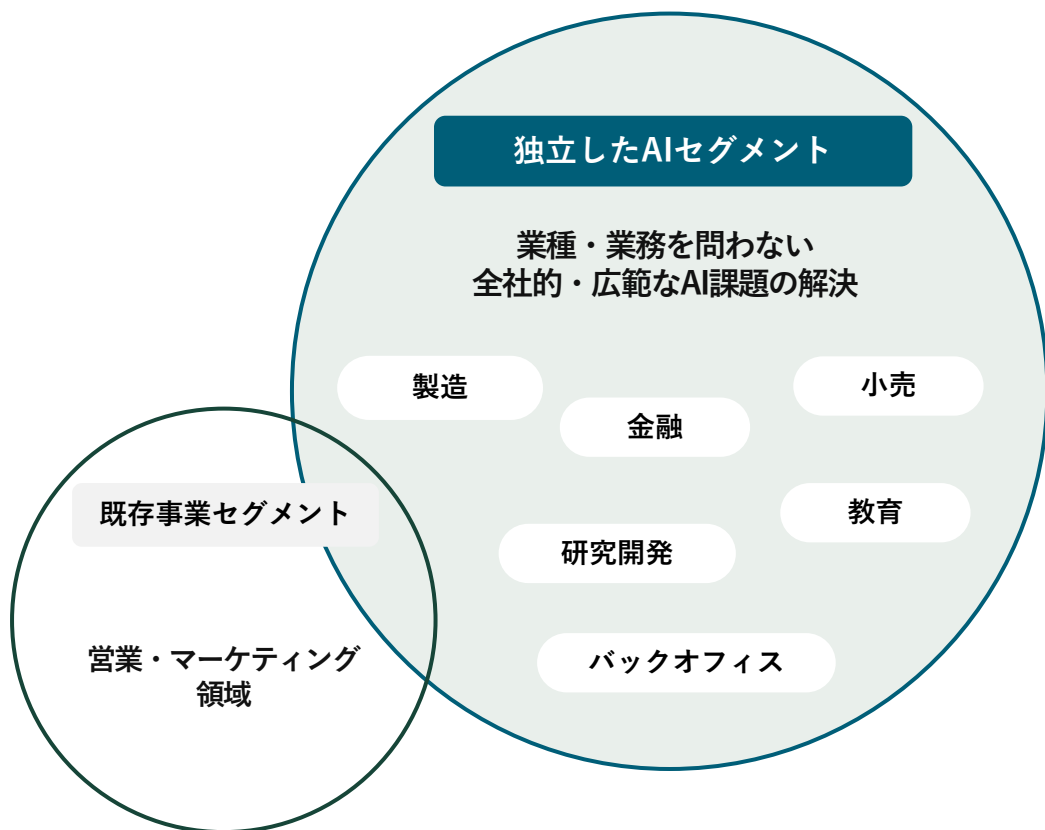 独立したAIセグメント
業種・業務を問わない
全社的・広範なAI課題の解決
製造
小売
金融
教育
研究開発
バックオフィス
既存事業セグメント
営業・マーケティング
領域